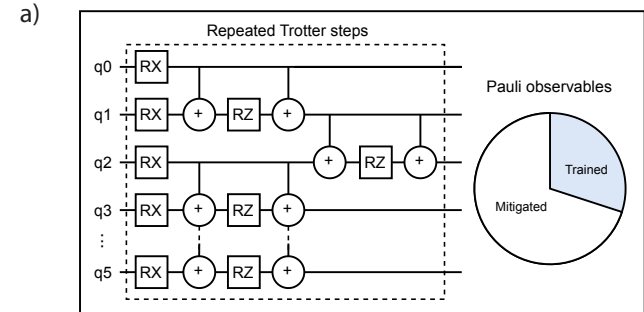 a)
Repeated Trotter steps
q0 RX
q1 RX + RZ + Pauli observables
q2 RX + RZ + Trained
q3 RX + RZ + Mitigated
⋮
q5 RX + RZ +